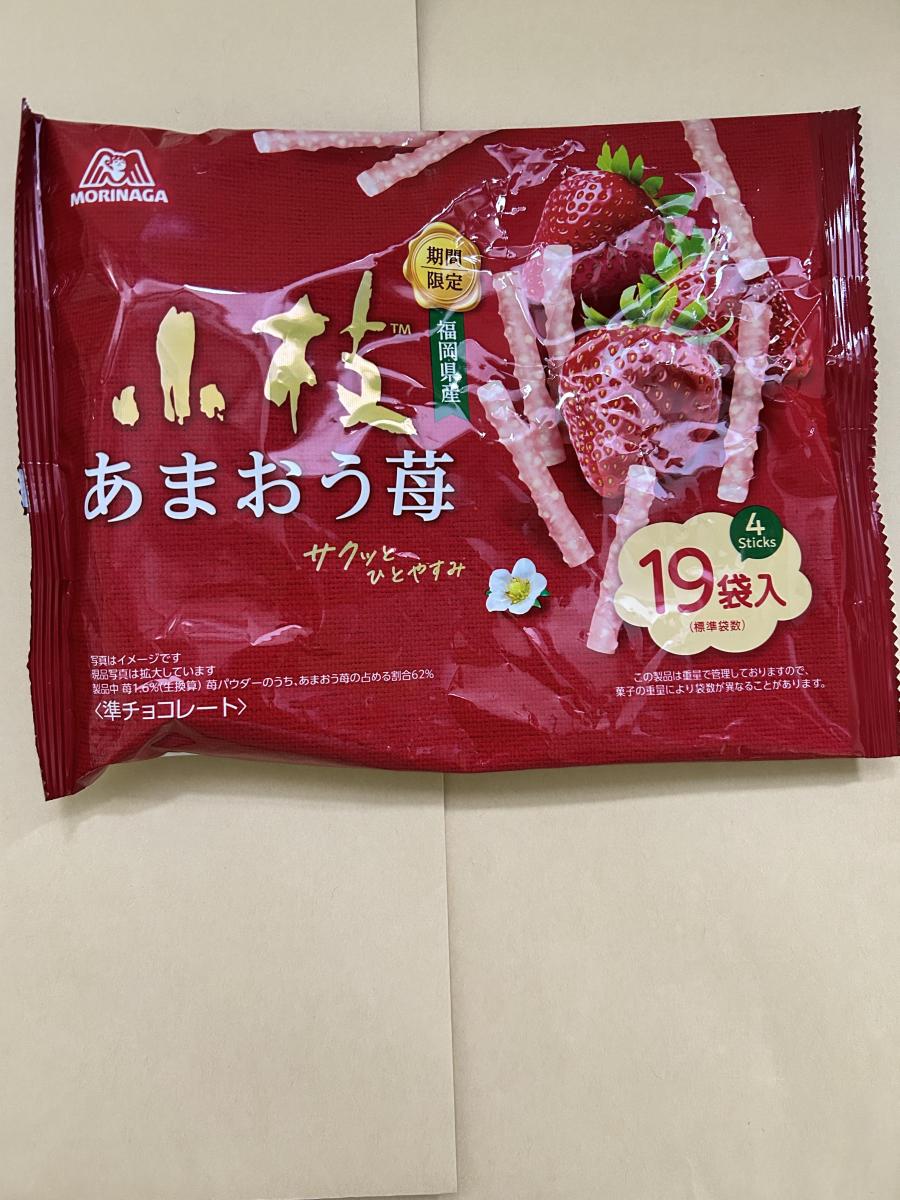 MORINAGA
期間
限定
小枝™
福岡県産
あまおう苺
サクッと
ひとやすみ
4
Sticks
19袋入
(標準袋数)
写真はイメージです
現品写真は拡大しています
製品中 苺1.6%(生換算) 苺パウダーのうち、あまおう苺の占める割合62%
〈準チョコレート〉
この製品は重量で管理しておりますので、
菓子の重量により袋数が異なることがあります。